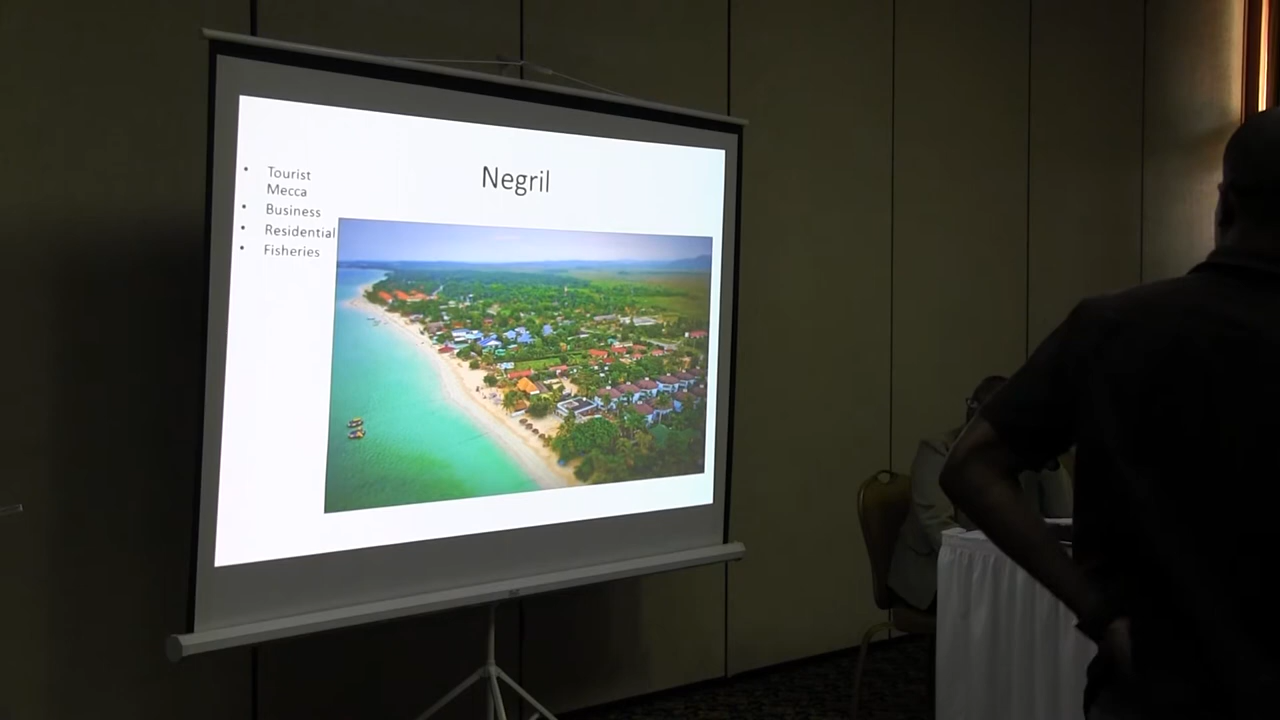 Negril
• Tourist
Mecca
• Business
• Residential
• Fisheries